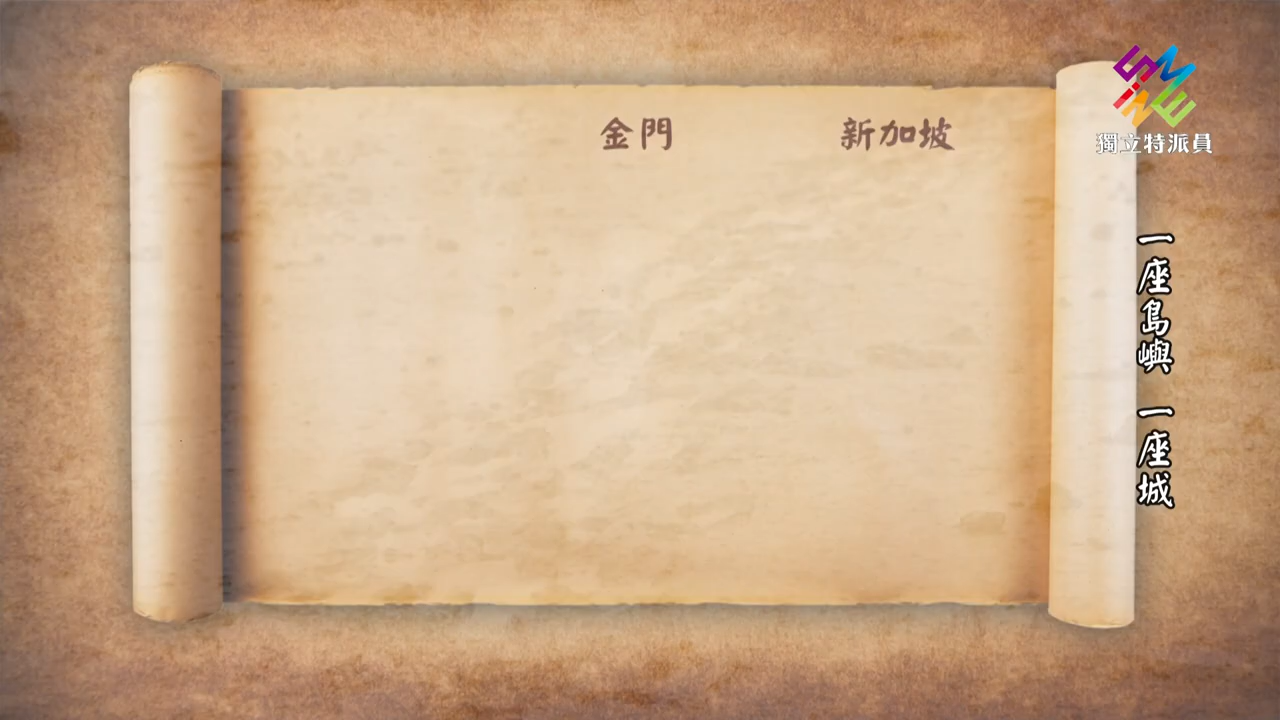 金門
新加坡
獨立特派員
一座島嶼 一座城